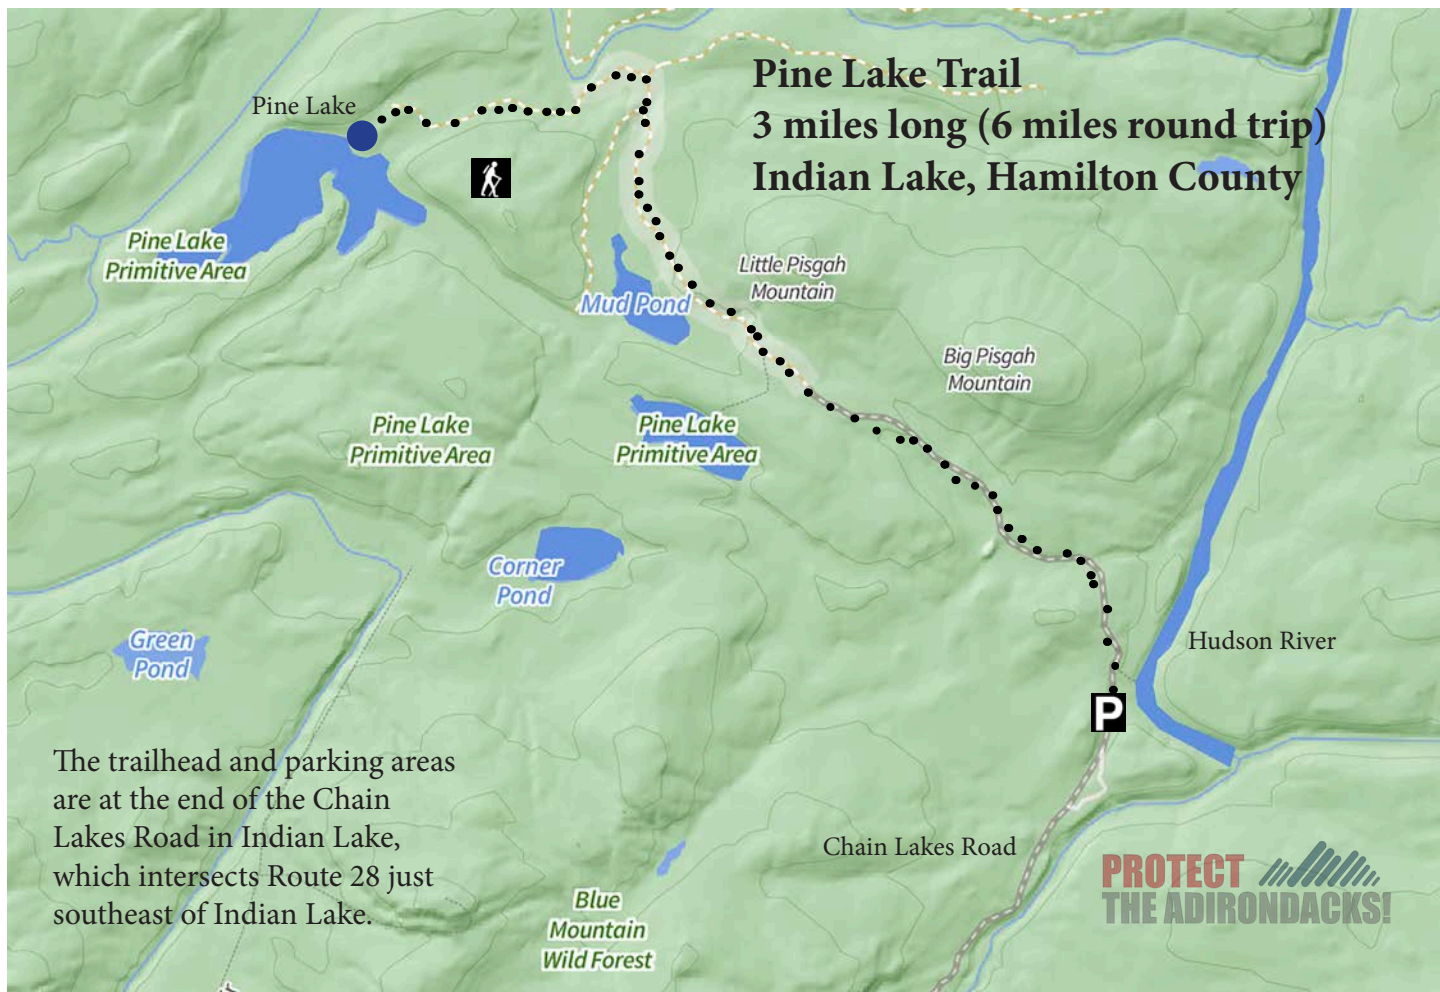 Pine Lake Trail
3 miles long (6 miles round trip)
Indian Lake, Hamilton County
Pine Lake
Pine Lake
Primitive Area
Mud Pond
Little Pisgah
Mountain
Big Pisgah
Mountain
Pine Lake
Primitive Area
Pine Lake
Primitive Area
Corner
Pond
Green
Pond
Hudson River
P
The trailhead and parking areas
are at the end of the Chain
Lakes Road in Indian Lake,
which intersects Route 28 just
southeast of Indian Lake.
Chain Lakes Road
Blue
Mountain
Wild Forest
PROTECT
THE ADIRONDACKS!